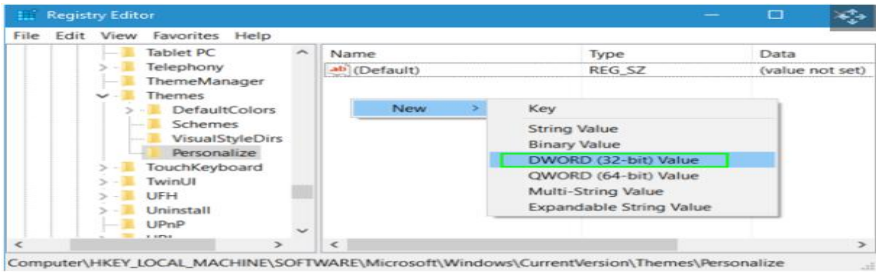 Registry Editor
File Edit View Favorites Help
Tablet PC
Telephony
ThemeManager
Themes
DefaultColors
Schemes
VisualStyleDirs
Personalize
TouchKeyboard
TwinUI
UFH
Uninstall
UPnP
Name Type Data
ab (Default) REG_SZ (value not set)
New > Key
String Value
Binary Value
DWORD (32-bit) Value
QWORD (64-bit) Value
Multi-String Value
Expandable String Value
Computer\HKEY_LOCAL_MACHINE\SOFTWARE\Microsoft\Windows\CurrentVersion\Themes\Personalize